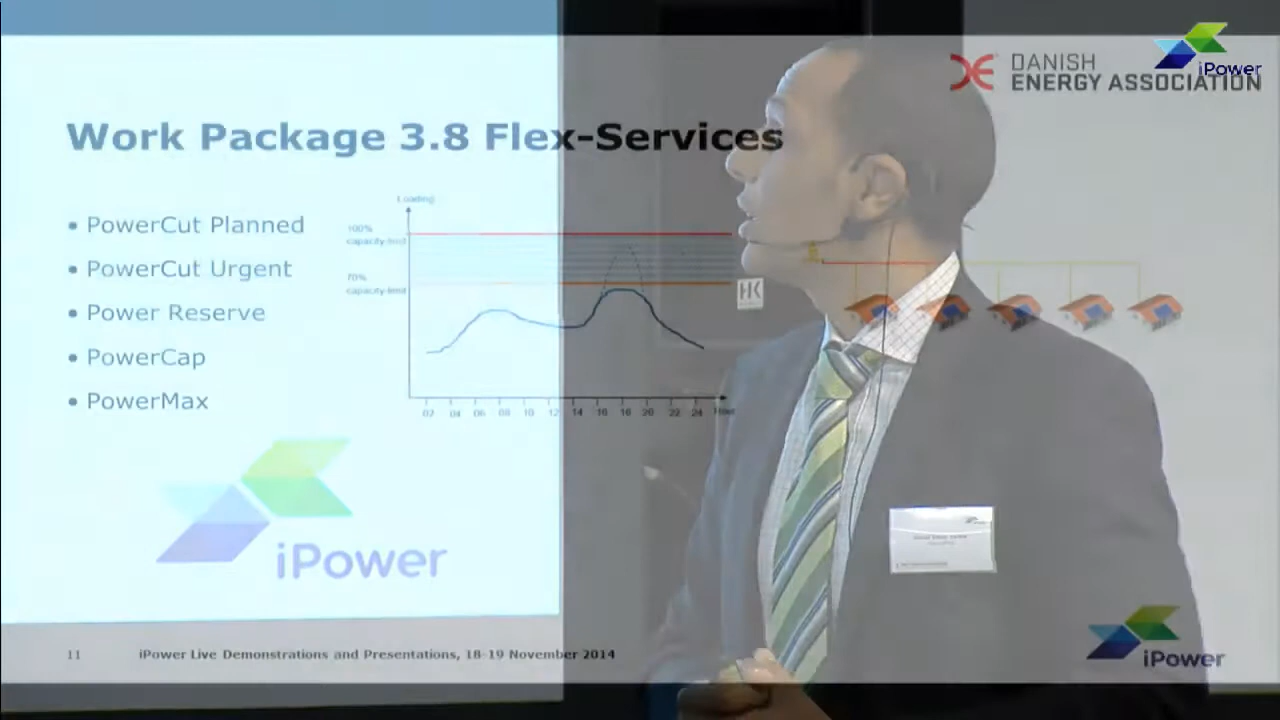 iPower
DANISH
ENERGY ASSOCIATION
Work Package 3.8 Flex-Services
• PowerCut Planned
• PowerCut Urgent
• Power Reserve
• PowerCap
• PowerMax
Loading
100%
capacity-limit
70%
capacity-limit
02 04 06 08 10 12 14 16 18 20 22 24 Hour
HK
iPower
11 iPower Live Demonstrations and Presentations, 18-19 November 2014
iPower